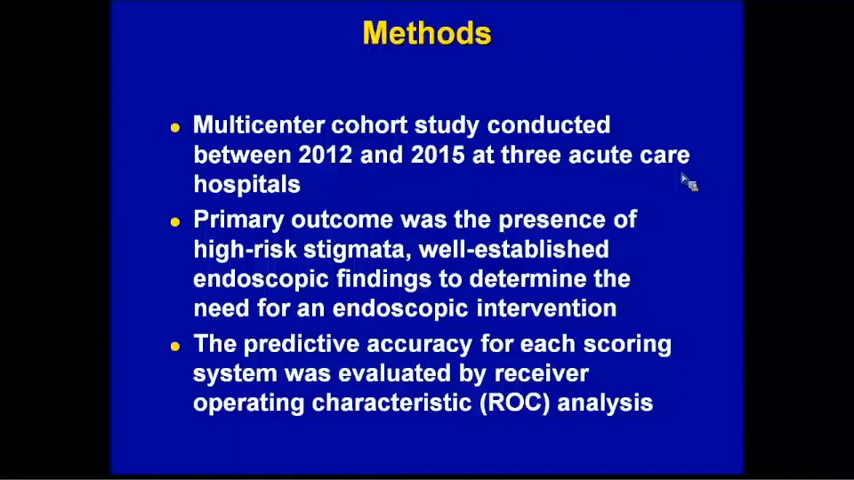 Methods
Multicenter cohort study conducted
between 2012 and 2015 at three acute care
hospitals
Primary outcome was the presence of
high-risk stigmata, well-established
endoscopic findings to determine the
need for an endoscopic intervention
The predictive accuracy for each scoring
system was evaluated by receiver
operating characteristic (ROC) analysis